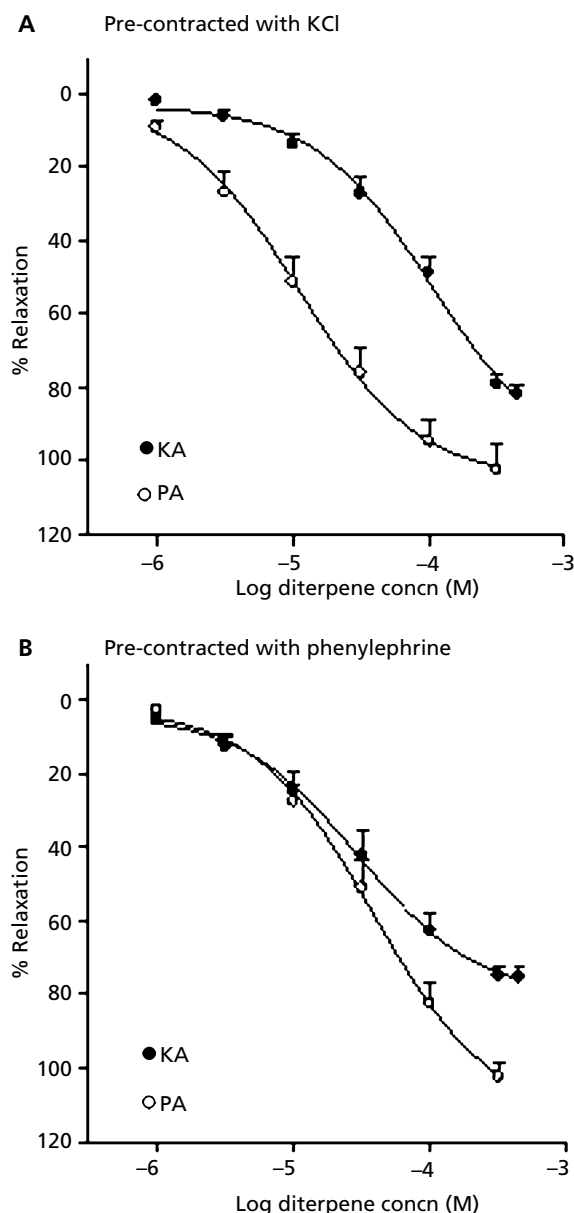 A Pre-contracted with KCl
0
20
40
60
80
100
120
% Relaxation
KA
PA
–6 –5 –4 –3
Log diterpene concn (M)
B Pre-contracted with phenylephrine
0
20
40
60
80
100
120
% Relaxation
KA
PA
–6 –5 –4 –3
Log diterpene concn (M)